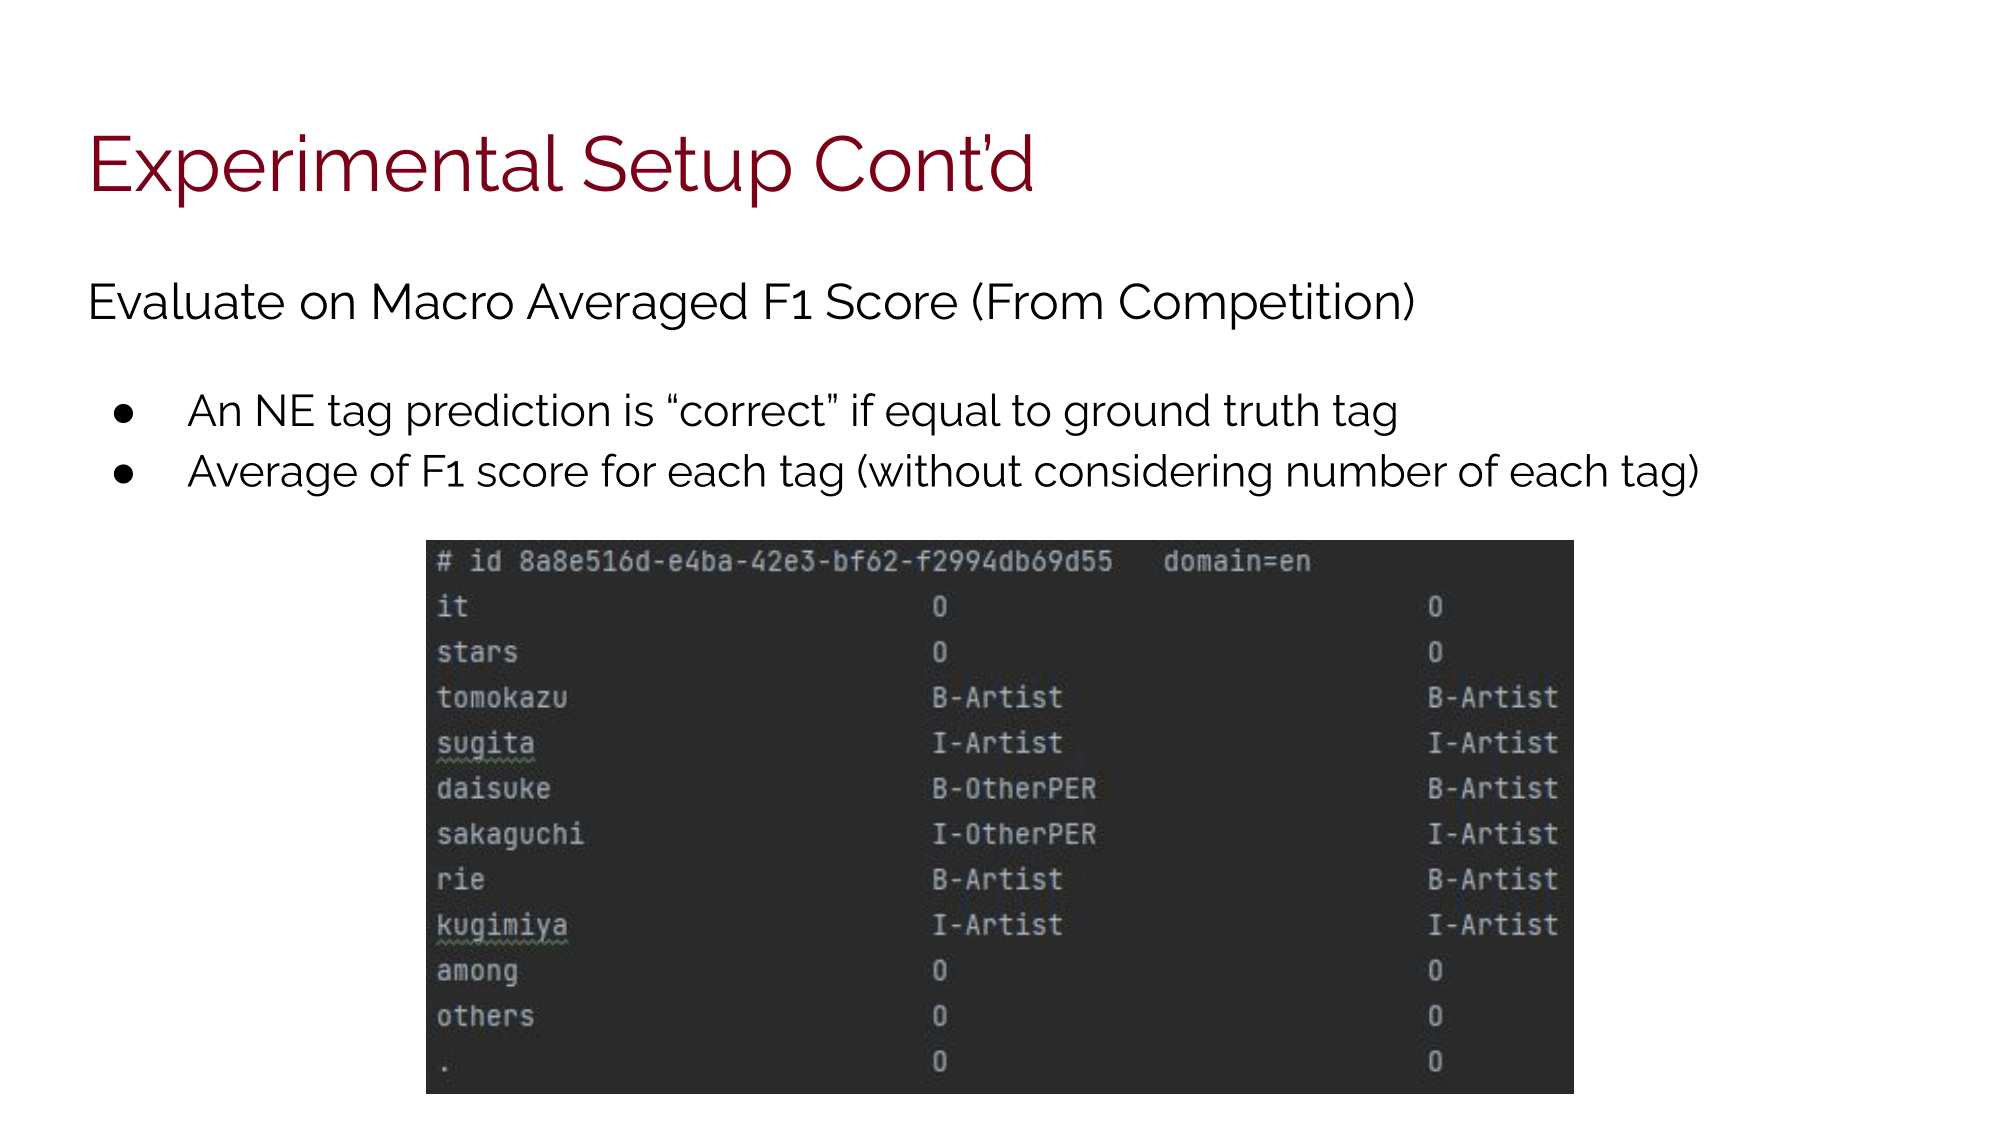 Experimental Setup Cont’d
Evaluate on Macro Averaged F1 Score (From Competition)
● An NE tag prediction is “correct” if equal to ground truth tag
● Average of F1 score for each tag (without considering number of each tag)
# id 8a8e516d-e4ba-42e3-bf62-f2994db69d55 domain=en
it O O
stars O O
tomokazu B-Artist B-Artist
sugita I-Artist I-Artist
daisuke B-OtherPER B-Artist
sakaguchi I-OtherPER I-Artist
rie B-Artist B-Artist
kugimiya I-Artist I-Artist
among O O
others O O
. O O